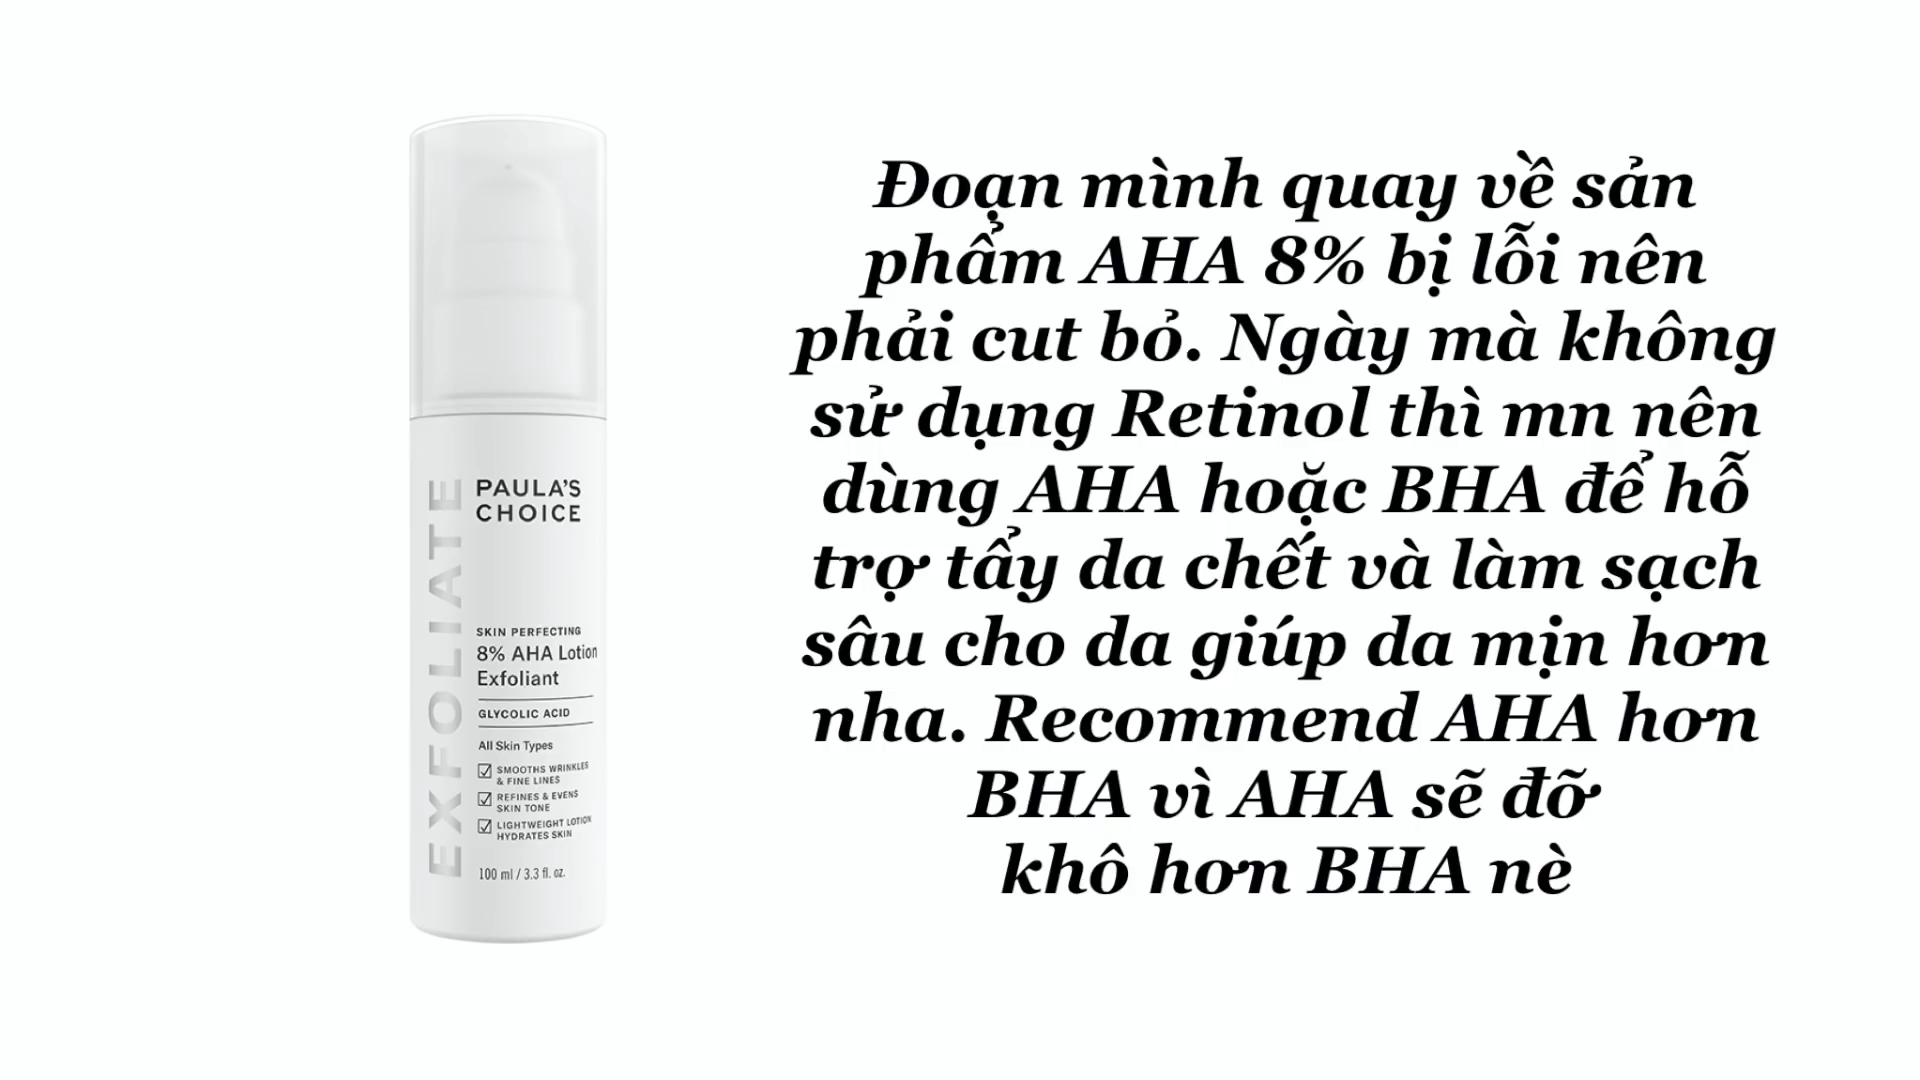 EXFOLIATE
PAULA'S
CHOICE
SKIN PERFECTING
8% AHA Lotion
Exfoliant
GLYCOLIC ACID
All Skin Types
SMOOTHS WRINKLES
& FINE LINES
REFINES & EVENS
SKIN TONE
LIGHTWEIGHT LOTION
HYDRATES SKIN
100 ml / 3.3 fl. oz.
Đoạn mình quay về sản
phẩm AHA 8% bị lỗi nên
phải cut bỏ. Ngày mà không
sử dụng Retinol thì mn nên
dùng AHA hoặc BHA để hỗ
trợ tẩy da chết và làm sạch
sâu cho da giúp da mịn hơn
nha. Recommend AHA hơn
BHA vì AHA sẽ đỡ
khô hơn BHA nè